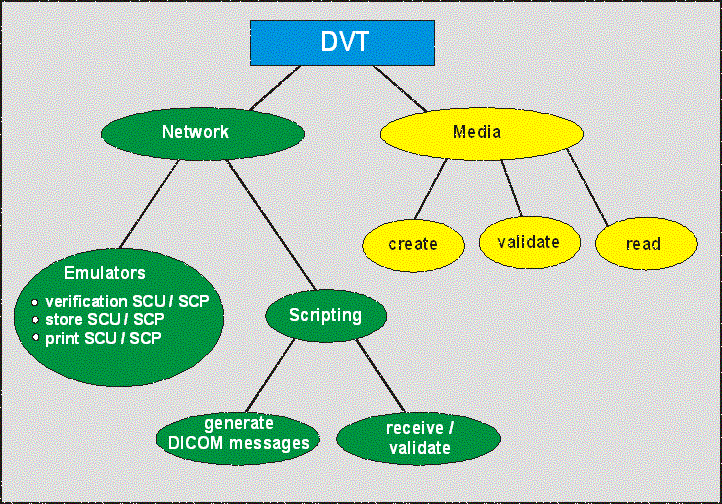 DVT
Network
Media
create
validate
read
Emulators
verification SCU / SCP
store SCU / SCP
print SCU / SCP
Scripting
generate
DICOM messages
receive /
validate